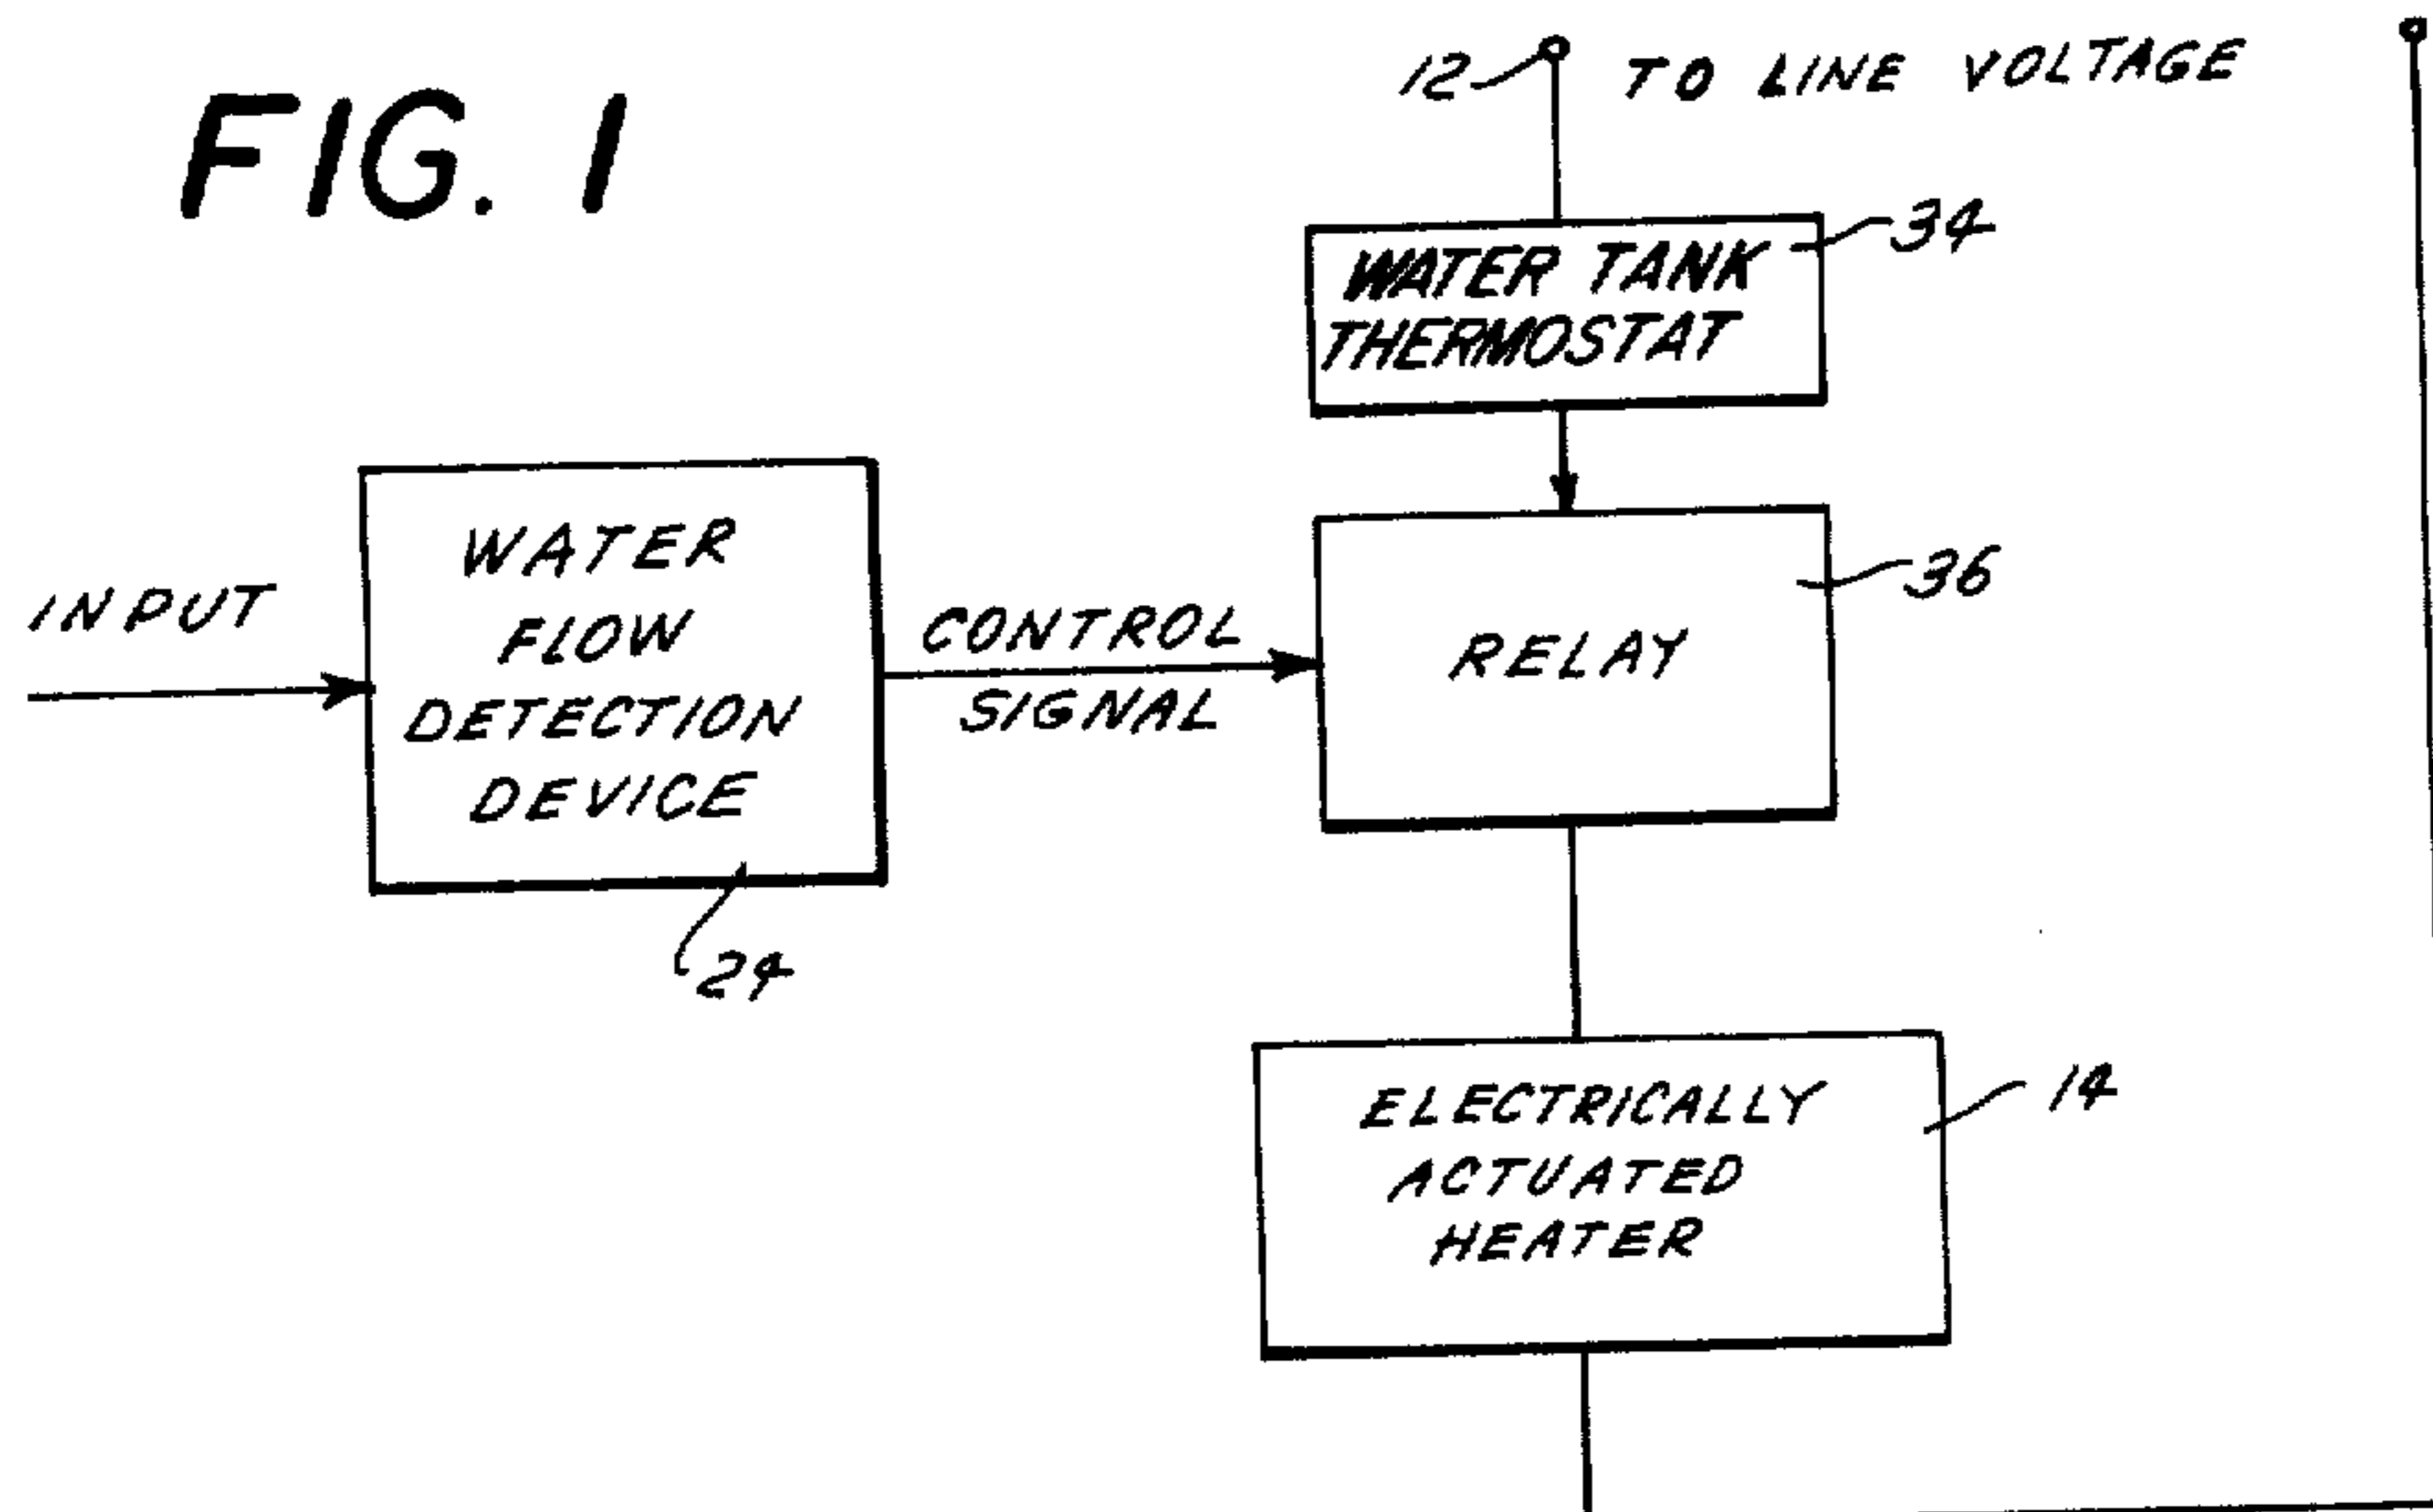 FIG. 1
12 TO LINE VOLTAGE
WATER TANK
THERMOSTAT
34
INPUT
WATER
FLOW
DETECTION
DEVICE
24
CONTROL
SIGNAL
RELAY
36
ELECTRICALLY
ACTUATED
HEATER
14